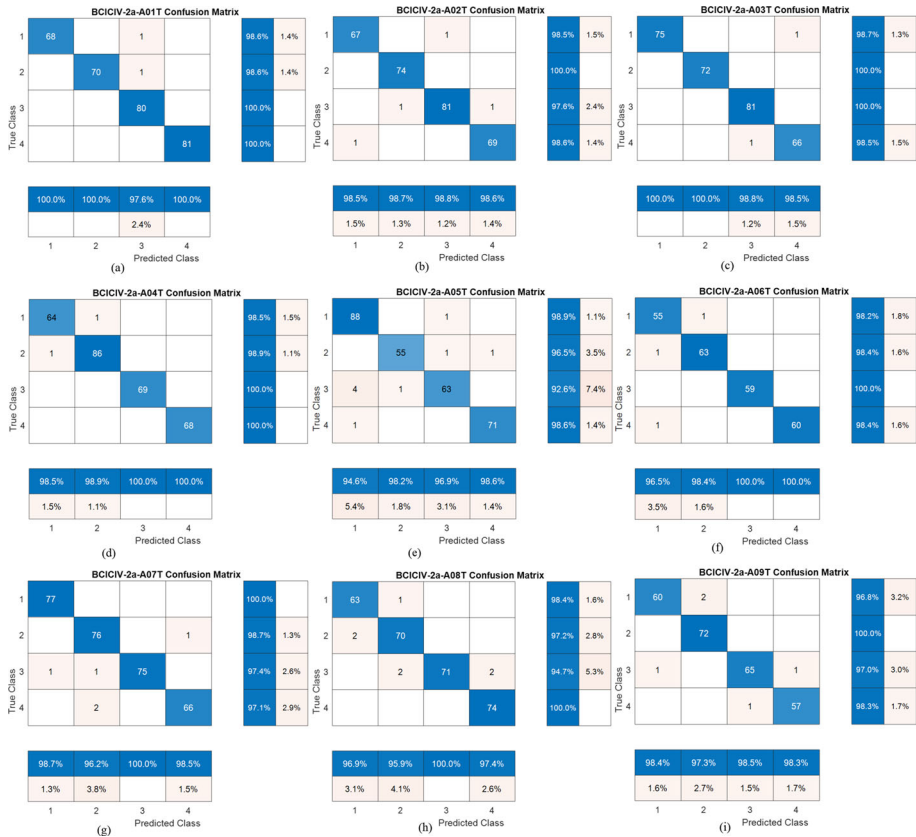 BCICIV-2a-A01T Confusion Matrix
1 68 1 98.6% 1.4%
2 70 1 98.6% 1.4%
3 80 100.0%
4 81 100.0%
True Class
100.0% 100.0% 97.6% 100.0%
2.4%
1 2 3 4
Predicted Class
(a)
BCICIV-2a-A02T Confusion Matrix
1 67 1 98.5% 1.5%
2 74 100.0%
3 1 81 1 97.6% 2.4%
4 1 69 98.6% 1.4%
True Class
98.5% 98.7% 98.8% 98.6%
1.5% 1.3% 1.2% 1.4%
1 2 3 4
Predicted Class
(b)
BCICIV-2a-A03T Confusion Matrix
1 75 1 98.7% 1.3%
2 72 100.0%
3 81 100.0%
4 1 66 98.5% 1.5%
True Class
100.0% 100.0% 98.8% 98.5%
1.2% 1.5%
1 2 3 4
Predicted Class
(c)
BCICIV-2a-A04T Confusion Matrix
1 64 1 98.5% 1.5%
2 1 86 98.9% 1.1%
3 69 100.0%
4 68 100.0%
True Class
98.5% 98.9% 100.0% 100.0%
1.5% 1.1%
1 2 3 4
Predicted Class
(d)
BCICIV-2a-A05T Confusion Matrix
1 88 1 98.9% 1.1%
2 55 1 1 96.5% 3.5%
3 4 1 63 92.6% 7.4%
4 1 71 98.6% 1.4%
True Class
94.6% 98.2% 96.9% 98.6%
5.4% 1.8% 3.1% 1.4%
1 2 3 4
Predicted Class
(e)
BCICIV-2a-A06T Confusion Matrix
1 55 1 98.2% 1.8%
2 1 63 98.4% 1.6%
3 59 100.0%
4 1 60 98.4% 1.6%
True Class
96.5% 98.4% 100.0% 100.0%
3.5% 1.6%
1 2 3 4
Predicted Class
(f)
BCICIV-2a-A07T Confusion Matrix
1 77 100.0%
2 76 1 98.7% 1.3%
3 1 1 75 97.4% 2.6%
4 2 66 97.1% 2.9%
True Class
98.7% 96.2% 100.0% 98.5%
1.3% 3.8% 1.5%
1 2 3 4
Predicted Class
(g)
BCICIV-2a-A08T Confusion Matrix
1 63 1 98.4% 1.6%
2 2 70 97.2% 2.8%
3 2 71 2 94.7% 5.3%
4 74 100.0%
True Class
96.9% 95.9% 100.0% 97.4%
3.1% 4.1% 2.6%
1 2 3 4
Predicted Class
(h)
BCICIV-2a-A09T Confusion Matrix
1 60 2 96.8% 3.2%
2 72 100.0%
3 1 65 1 97.0% 3.0%
4 1 57 98.3% 1.7%
True Class
98.4% 97.3% 98.5% 98.3%
1.6% 2.7% 1.5% 1.7%
1 2 3 4
Predicted Class
(i)